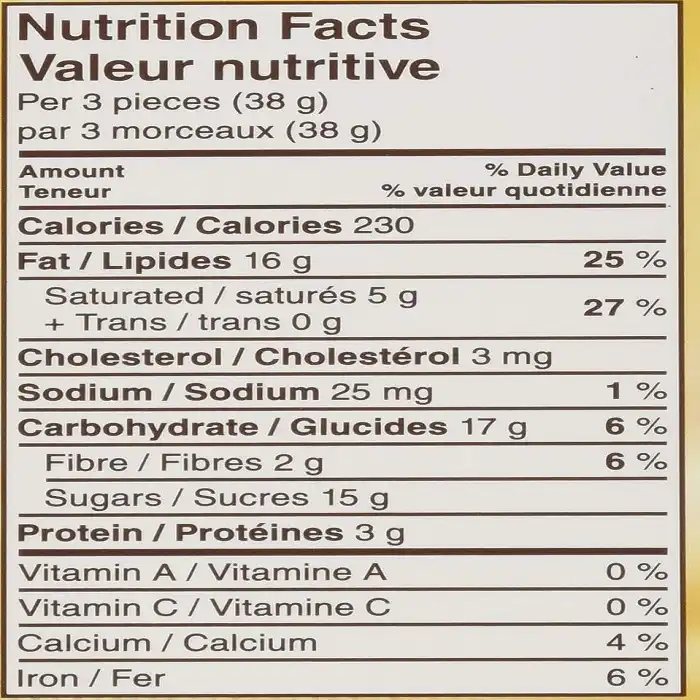 Nutrition Facts
Valeur nutritive
Per 3 pieces (38 g)
par 3 morceaux (38 g)
Amount % Daily Value
Teneur % valeur quotidienne
Calories / Calories 230
Fat / Lipides 16 g 25 %
Saturated / saturés 5 g
+ Trans / trans 0 g 27 %
Cholesterol / Cholestérol 3 mg
Sodium / Sodium 25 mg 1 %
Carbohydrate / Glucides 17 g 6 %
Fibre / Fibres 2 g 6 %
Sugars / Sucres 15 g
Protein / Protéines 3 g
Vitamin A / Vitamine A 0 %
Vitamin C / Vitamine C 0 %
Calcium / Calcium 4 %
Iron / Fer 6 %